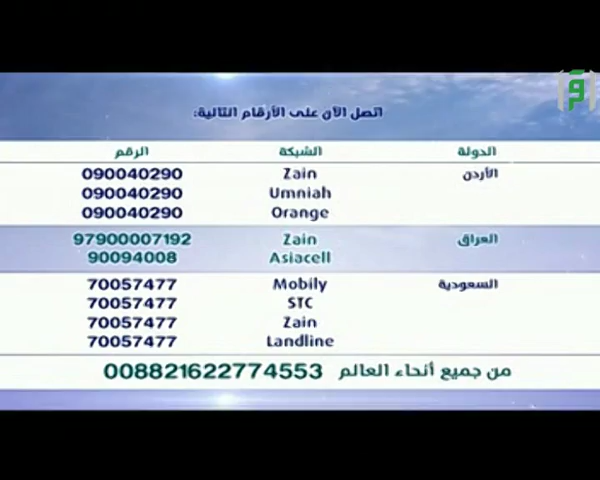 اتصل الآن على الأرقام التالية:
الدولة الشبكة الرقم
الأردن Zain 090040290
Umniah 090040290
Orange 090040290
العراق Zain 97900007192
Asiacell 90094008
السعودية Mobily 70057477
STC 70057477
Zain 70057477
Landline 70057477
من جميع أنحاء العالم 008821622774553